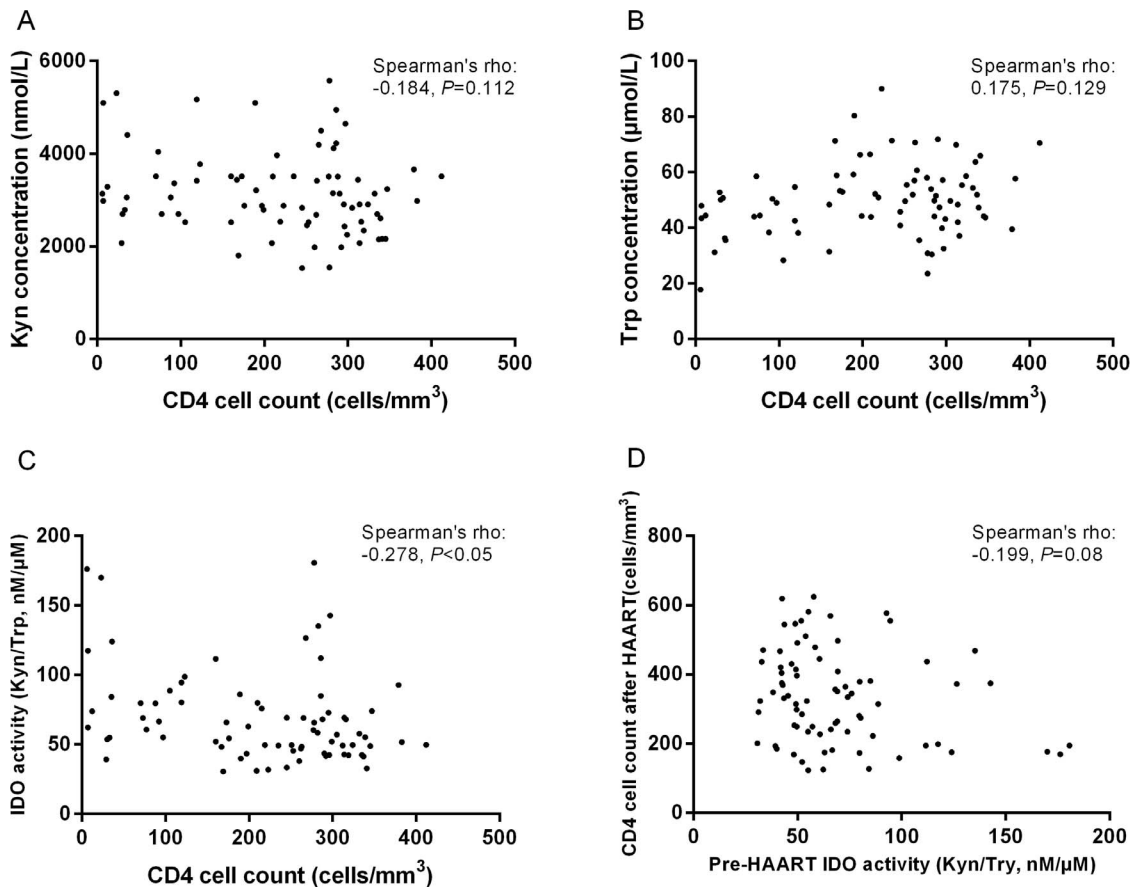 A
Kyn concentration (nmol/L)
6000
4000
2000
0
Spearman's rho:
-0.184, P=0.112
0 100 200 300 400 500
CD4 cell count (cells/mm³)
B
Trp concentration (µmol/L)
100
80
60
40
20
0
Spearman's rho:
0.175, P=0.129
0 100 200 300 400 500
CD4 cell count (cells/mm³)
C
IDO activity (Kyn/Trp, nM/µM)
200
150
100
50
0
Spearman's rho:
-0.278, P<0.05
0 100 200 300 400 500
CD4 cell count (cells/mm³)
D
CD4 cell count after HAART(cells/mm³)
800
600
400
200
0
Spearman's rho:
-0.199, P=0.08
0 50 100 150 200
Pre-HAART IDO activity (Kyn/Try, nM/µM)